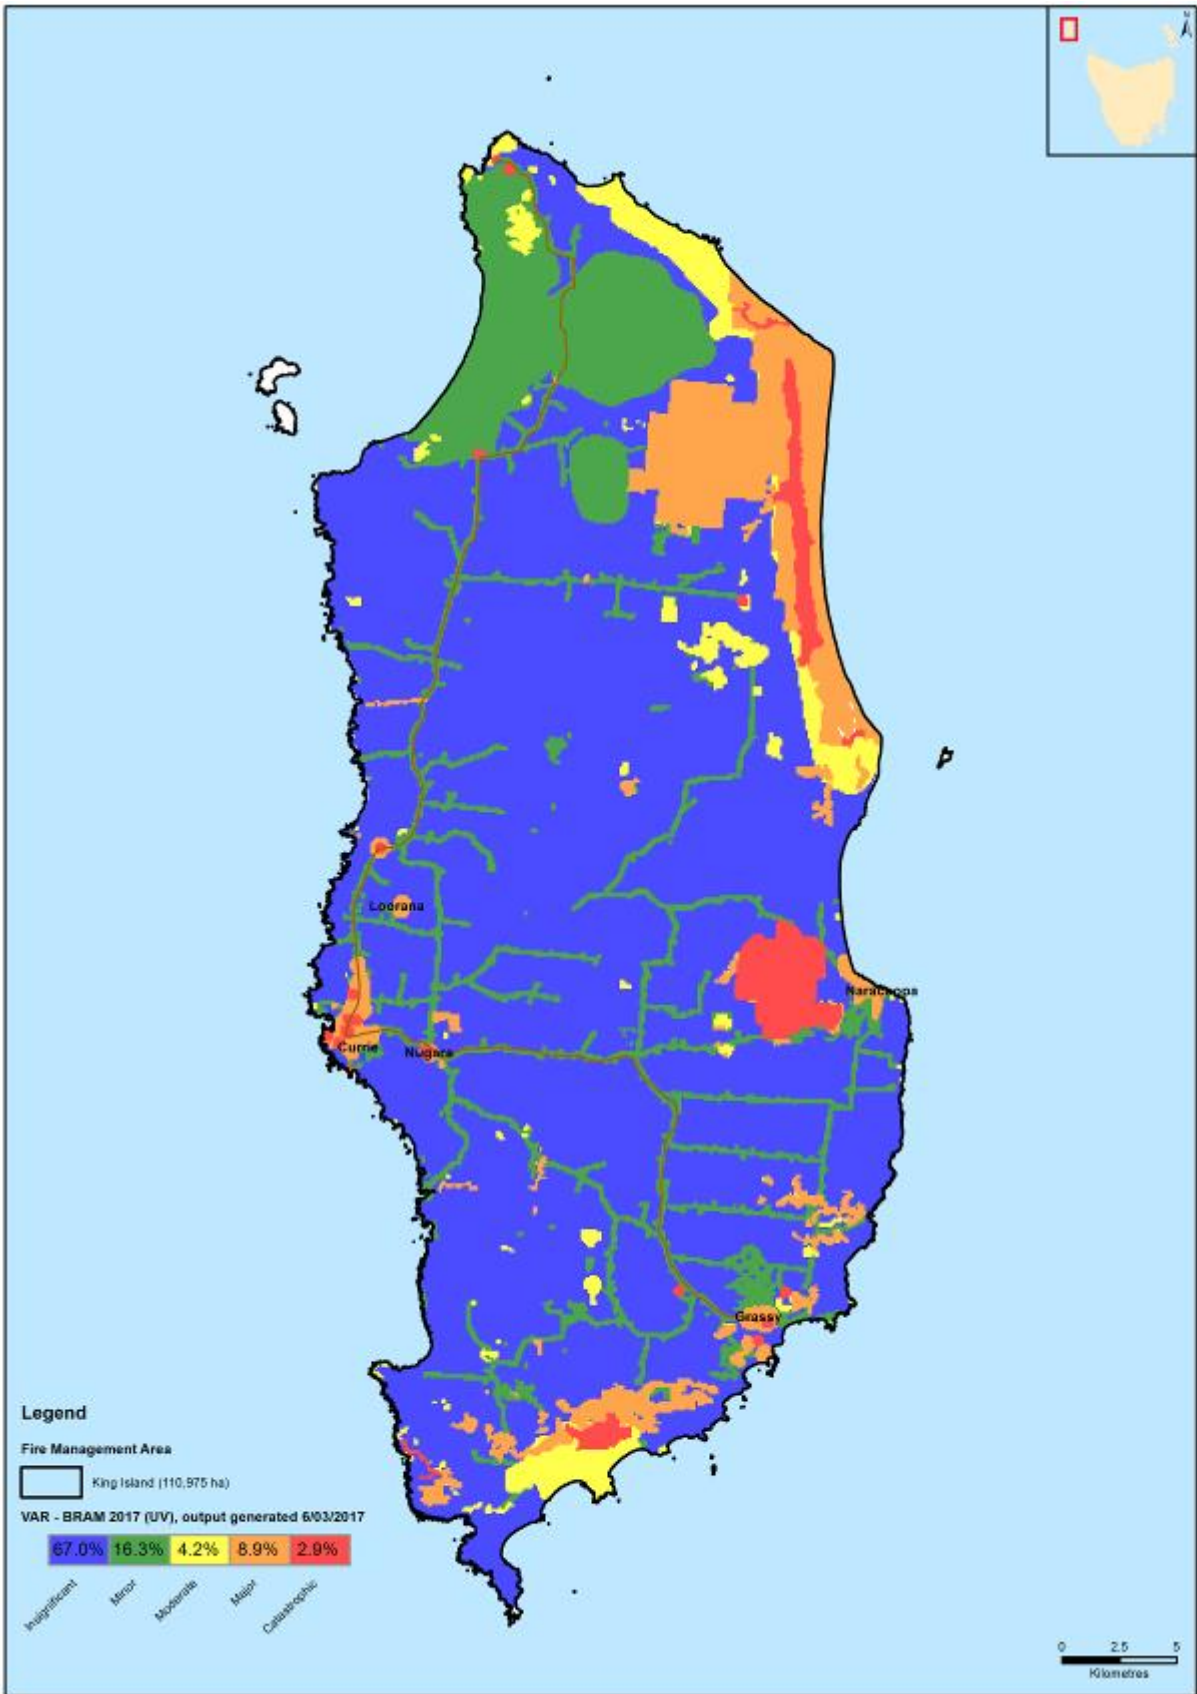 N
Loorana
Naracoopa
Currie
Nugara
Grassy
Legend
Fire Management Area
King Island (110,975 ha)
VAR - BRAM 2017 (UV), output generated 6/03/2017
67.0% 16.3% 4.2% 8.9% 2.9%
Insignificant Minor Moderate Major Catastrophic
0 2.5 5
Kilometres